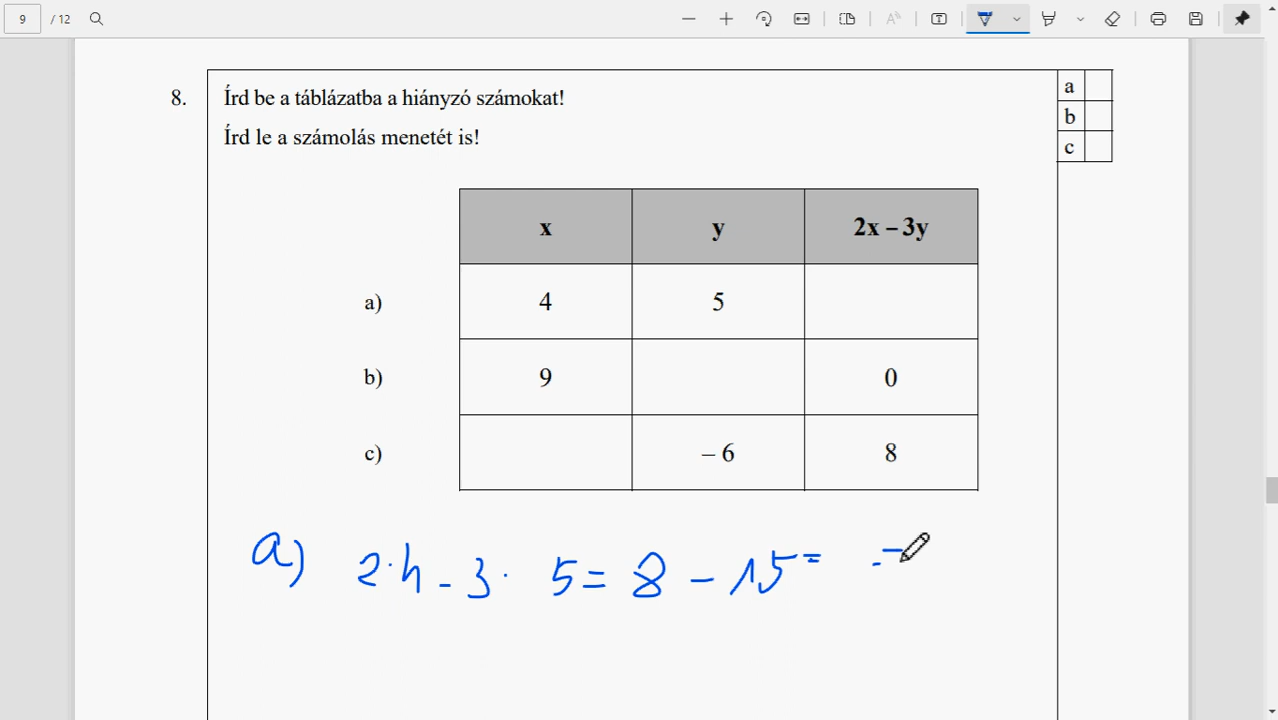 9 / 12
8. Írd be a táblázatba a hiányzó számokat!
Írd le a számolás menetét is!
a
b
c
x y 2x – 3y
a) 4 5
b) 9 0
c) – 6 8
a) 2·4 - 3· 5 = 8 - 15 = -7